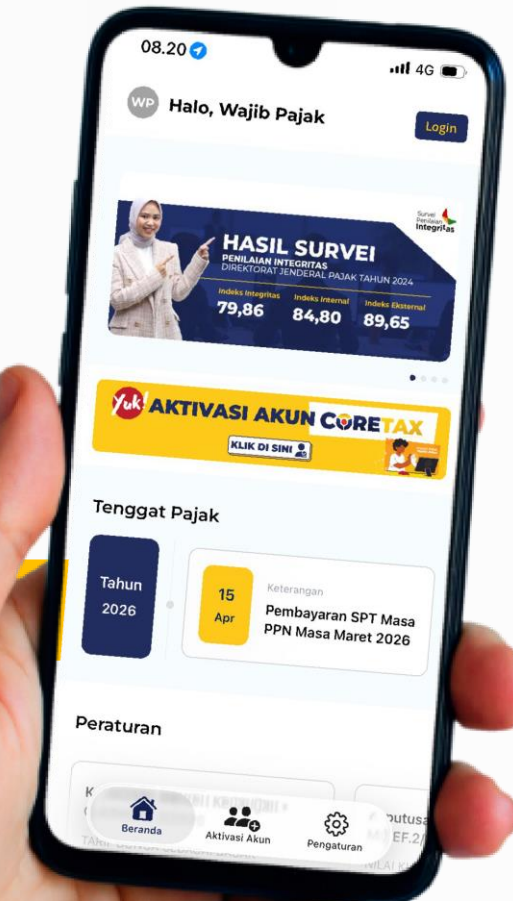 08.20
4G
WP
Halo, Wajib Pajak
Login
Survei
Penilaian
Integritas
HASIL SURVEI
PENILAIAN INTEGRITAS
DIREKTORAT JENDERAL PAJAK TAHUN 2024
Indeks Integritas Indeks Internal Indeks Eksternal
79,86 84,80 89,65
Yuk! AKTIVASI AKUN CORETAX
KLIK DI SINI
Tenggat Pajak
Tahun
2026
15
Apr
Keterangan
Pembayaran SPT Masa
PPN Masa Maret 2026
Peraturan
EF.2/
Beranda
Aktivasi Akun
Pengaturan